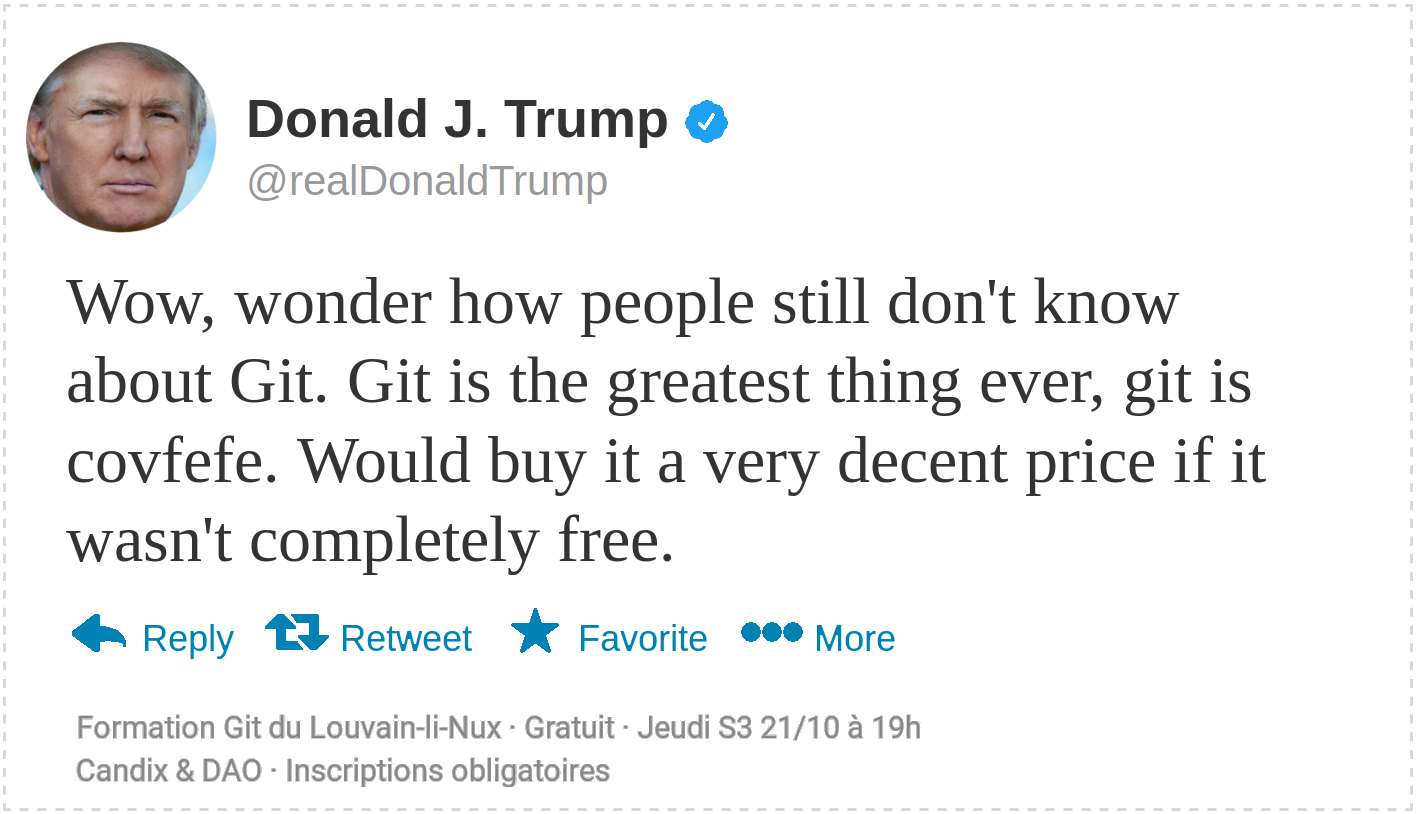 Donald J. Trump
@realDonaldTrump
Wow, wonder how people still don't know
about Git. Git is the greatest thing ever, git is
covfefe. Would buy it a very decent price if it
wasn't completely free.
Reply Retweet Favorite More
Formation Git du Louvain-li-Nux · Gratuit · Jeudi S3 21/10 à 19h
Candix & DAO · Inscriptions obligatoires